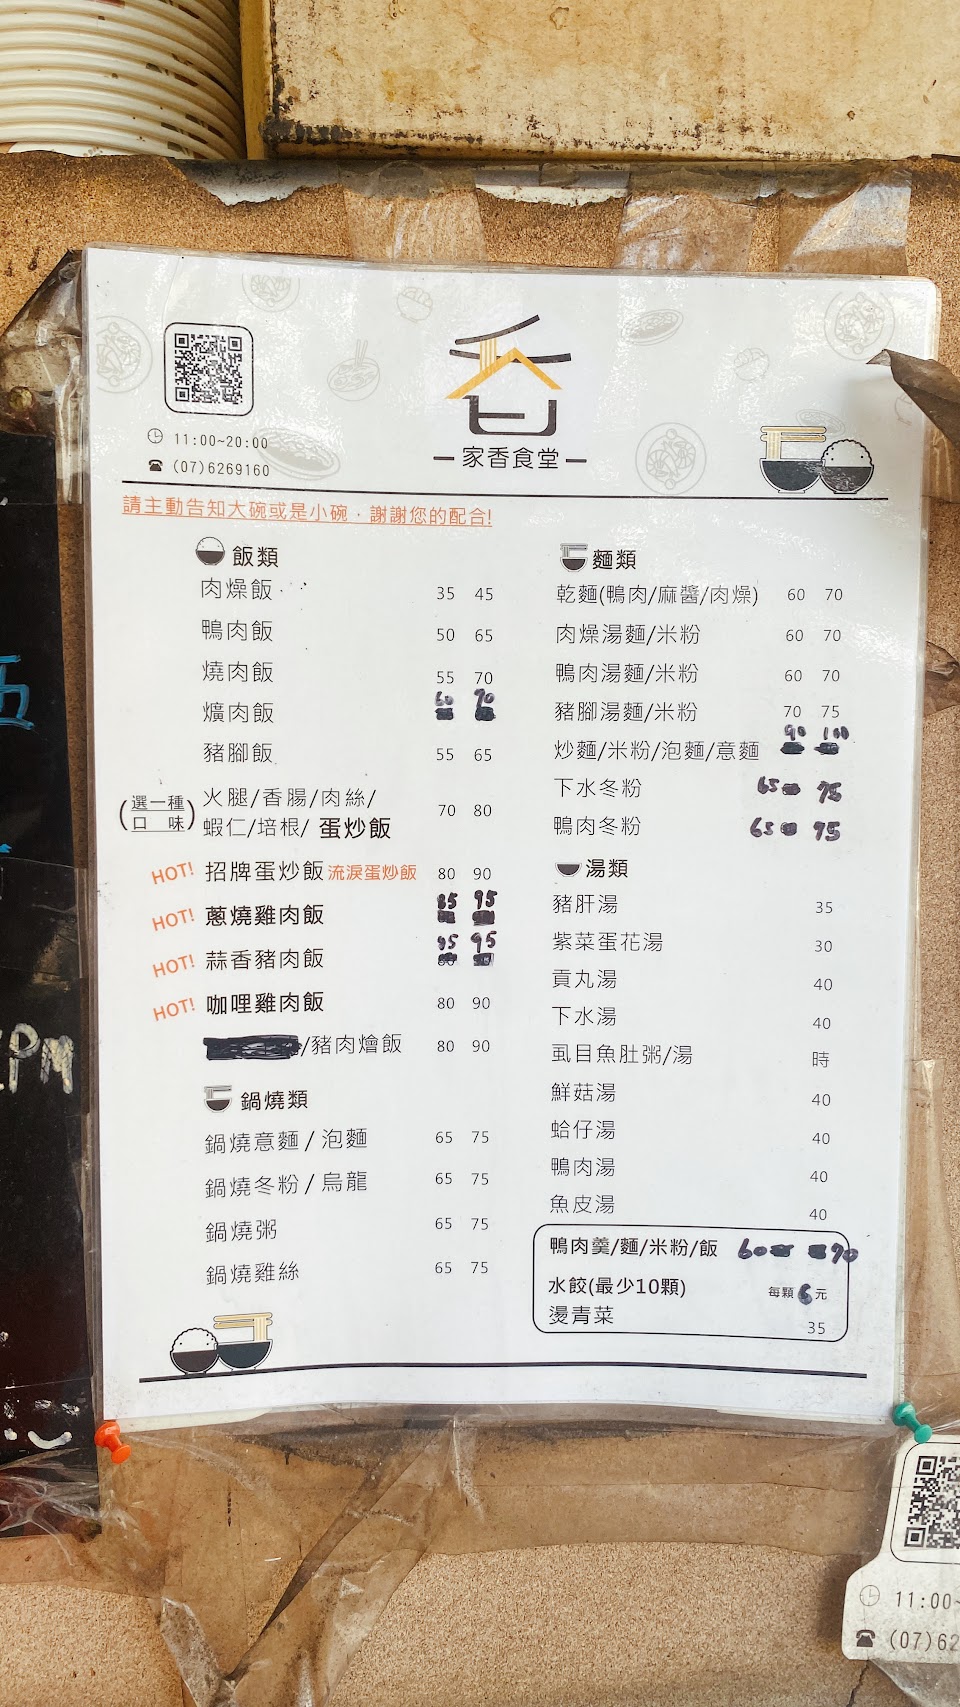 11:00~20:00
(07)6269160
家香食堂
請主動告知大碗或是小碗，謝謝您的配合!
飯類
肉燥飯 35 45
鴨肉飯 50 65
燒肉飯 55 70
爌肉飯 60 70
豬腳飯 55 65
(選一種口味) 火腿/香腸/肉絲/
蝦仁/培根/ 蛋炒飯 70 80
HOT! 招牌蛋炒飯 流淚蛋炒飯 80 90
HOT! 蔥燒雞肉飯 85 95
HOT! 蒜香豬肉飯 95
HOT! 咖哩雞肉飯 80 90
/豬肉燴飯 80 90
鍋燒類
鍋燒意麵/泡麵 65 75
鍋燒冬粉/烏龍 65 75
鍋燒粥 65 75
鍋燒雞絲 65 75
麵類
乾麵(鴨肉/麻醬/肉燥) 60 70
肉燥湯麵/米粉 60 70
鴨肉湯麵/米粉 60 70
豬腳湯麵/米粉 70 75
炒麵/米粉/泡麵/意麵 90 100
下水冬粉 65 75
鴨肉冬粉 65 75
湯類
豬肝湯 35
紫菜蛋花湯 30
貢丸湯 40
下水湯 40
虱目魚肚粥/湯 時
鮮菇湯 40
蛤仔湯 40
鴨肉湯 40
魚皮湯 40
鴨肉羹/麵/米粉/飯 60 70
水餃(最少10顆) 每顆6元
燙青菜 35
11:00~
(07)62